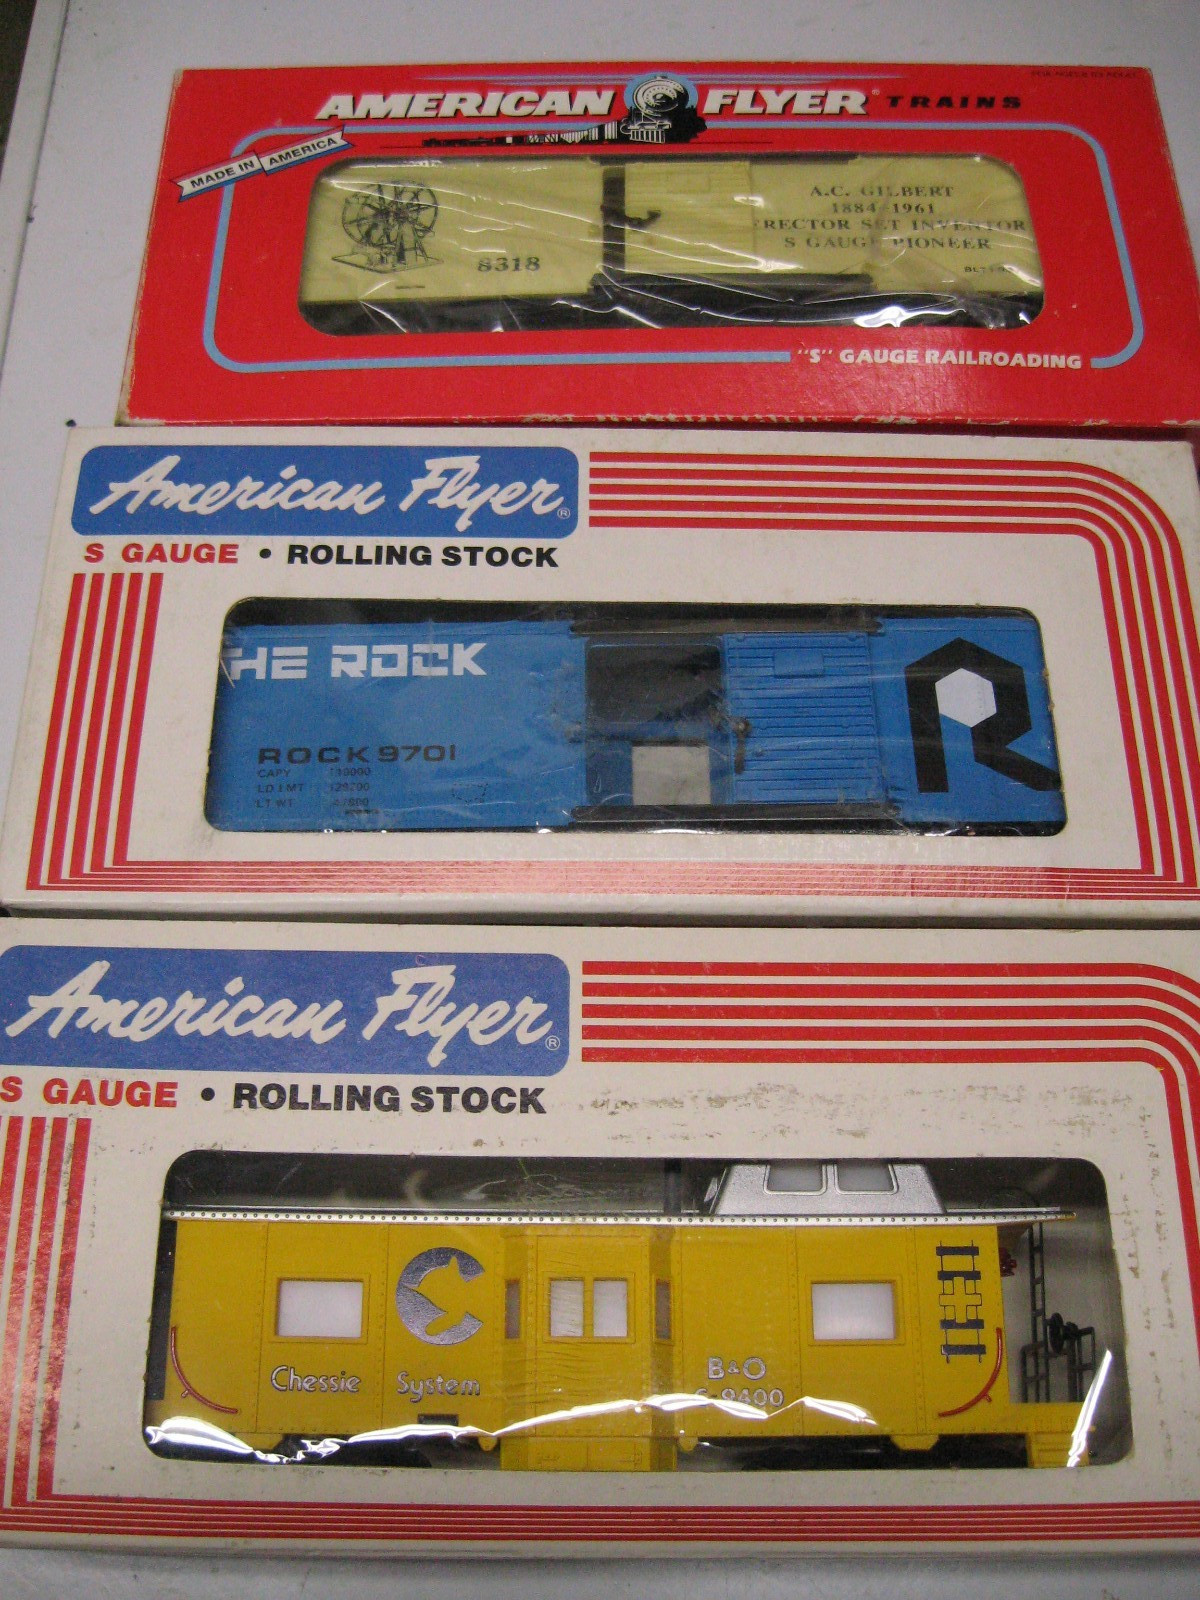 AMERICAN FLYER® TRAINS
MADE IN AMERICA
8318
A.C. GILBERT
1884-1961
RECTOR SET INVENTOR
S GAUGE PIONEER
"S" GAUGE RAILROADING
American Flyer®
S GAUGE • ROLLING STOCK
HE ROCK
ROCK 9701
CAPY 110000
LD LMT
LT WT
R
American Flyer®
S GAUGE • ROLLING STOCK
Chessie System
B&O
C-9400